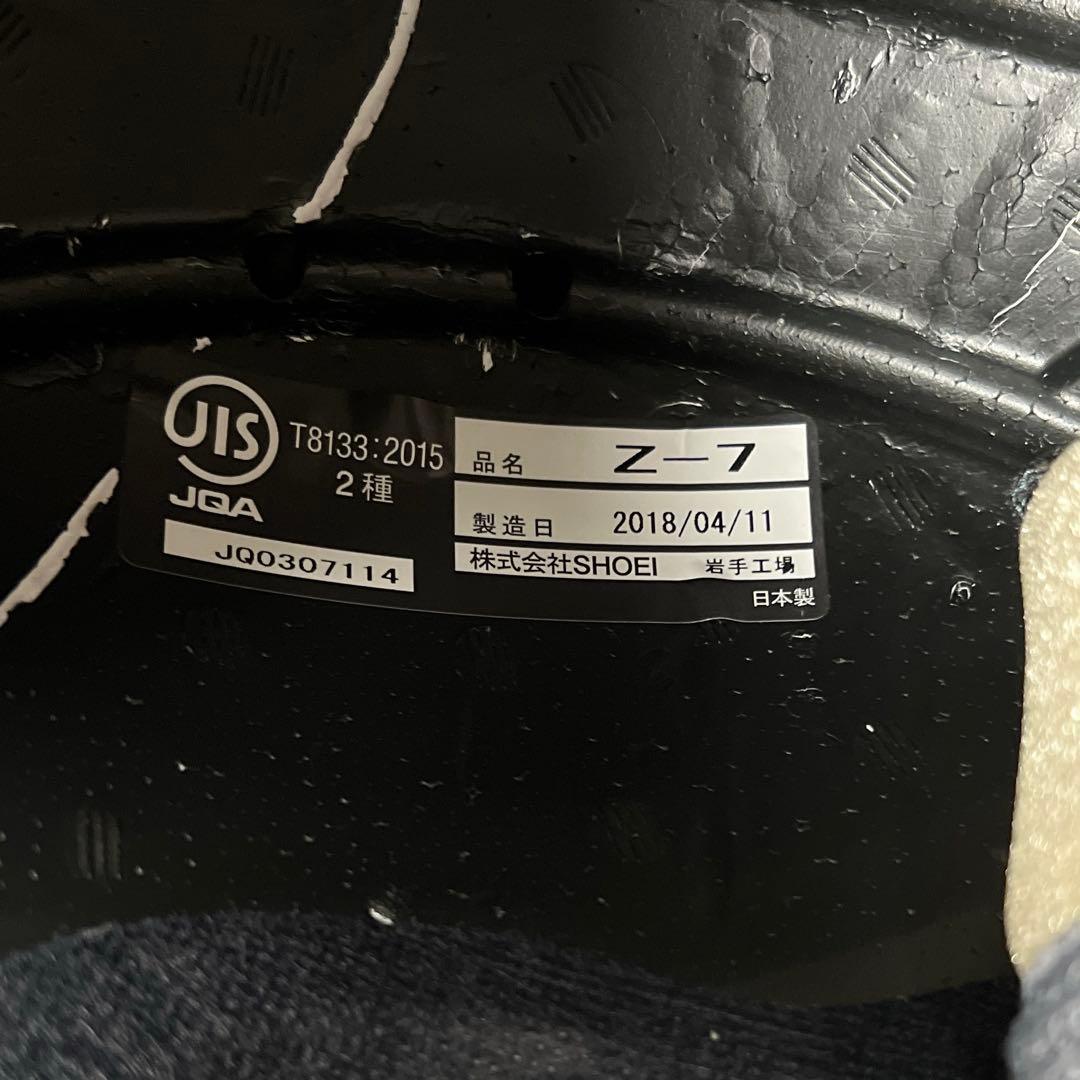 JIS
JQA
T8133:2015
2種
JQ0307114
品名 Z-7
製造日 2018/04/11
株式会社SHOEI 岩手工場
日本製